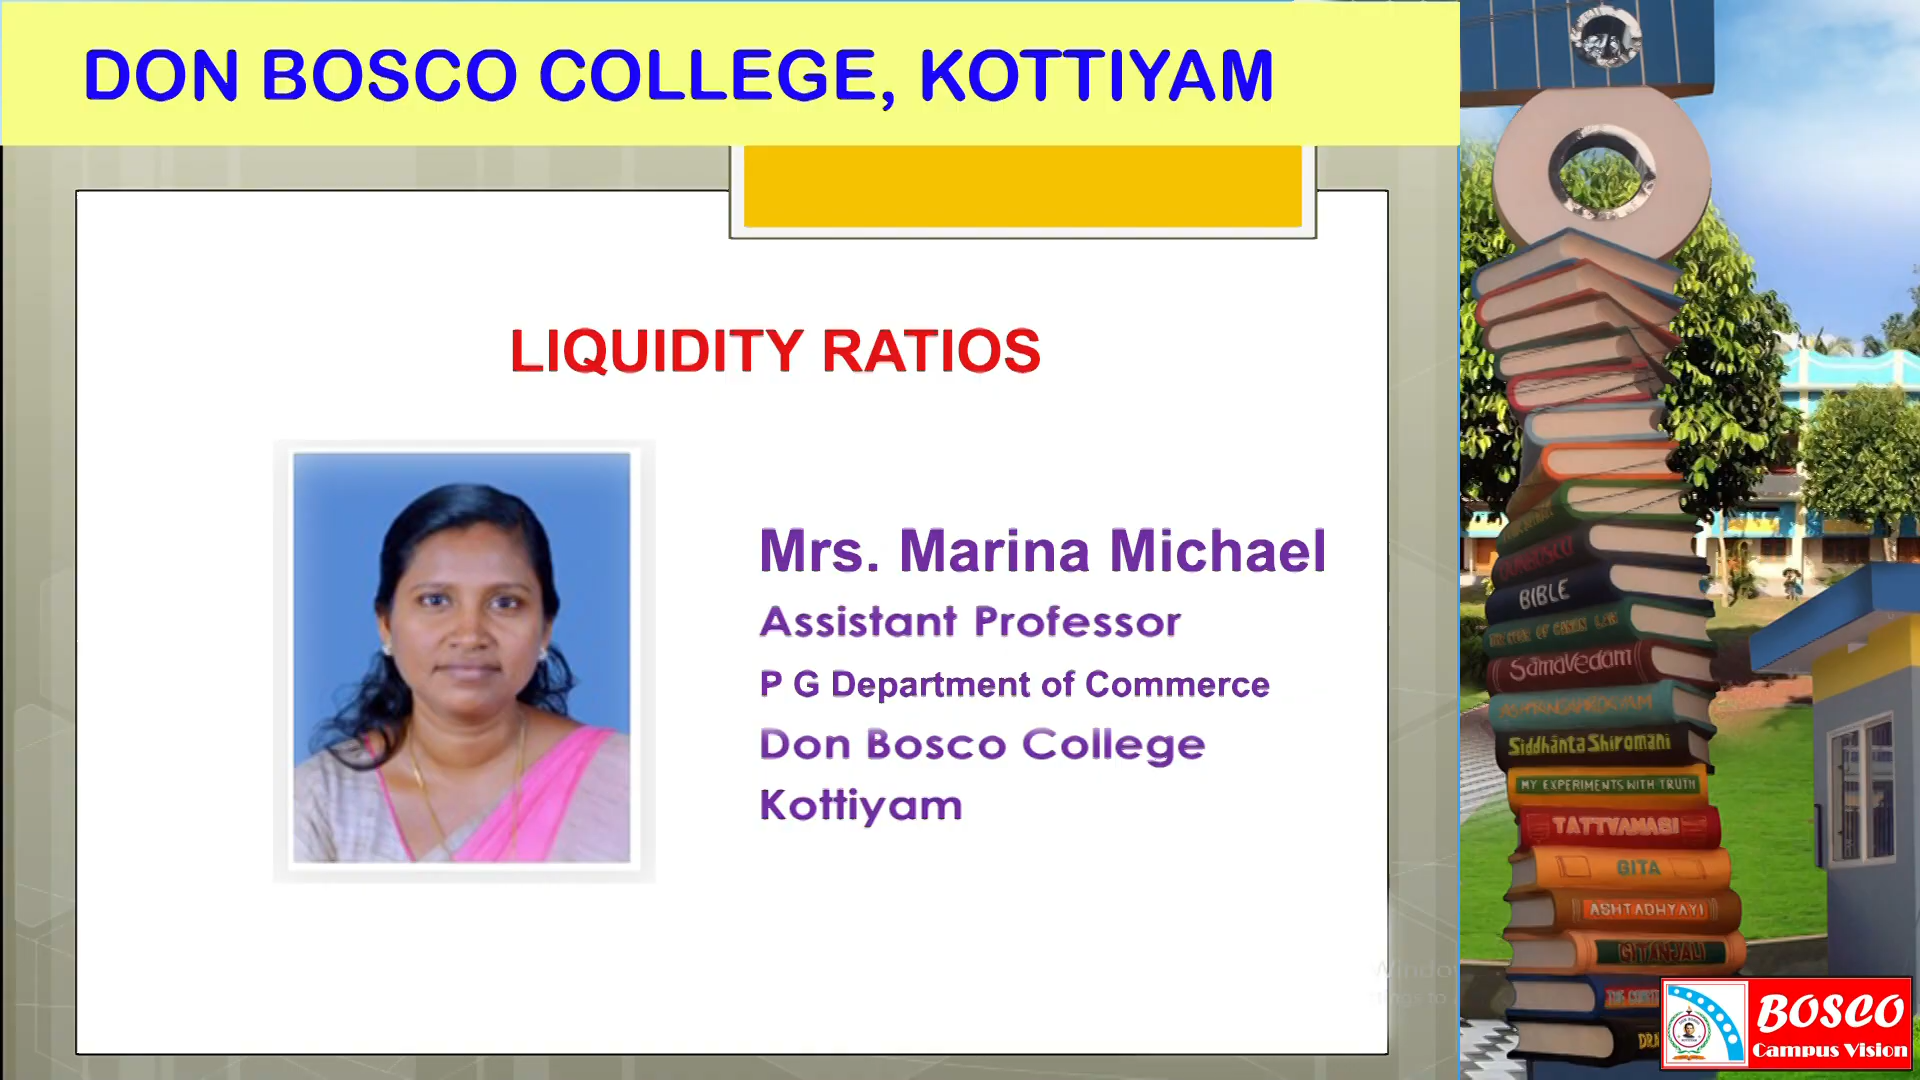 DON BOSCO COLLEGE, KOTTIYAM
LIQUIDITY RATIOS
Mrs. Marina Michael
Assistant Professor
P G Department of Commerce
Don Bosco College
Kottiyam
BIBLE
SamaVedam
Siddhánta Shiromani
MY EXPERIMENTS WITH TRUTH
TATTVAMASI
GITA
ASHTADHYAYI
GITANJALI
BOSCO
Campus Vision